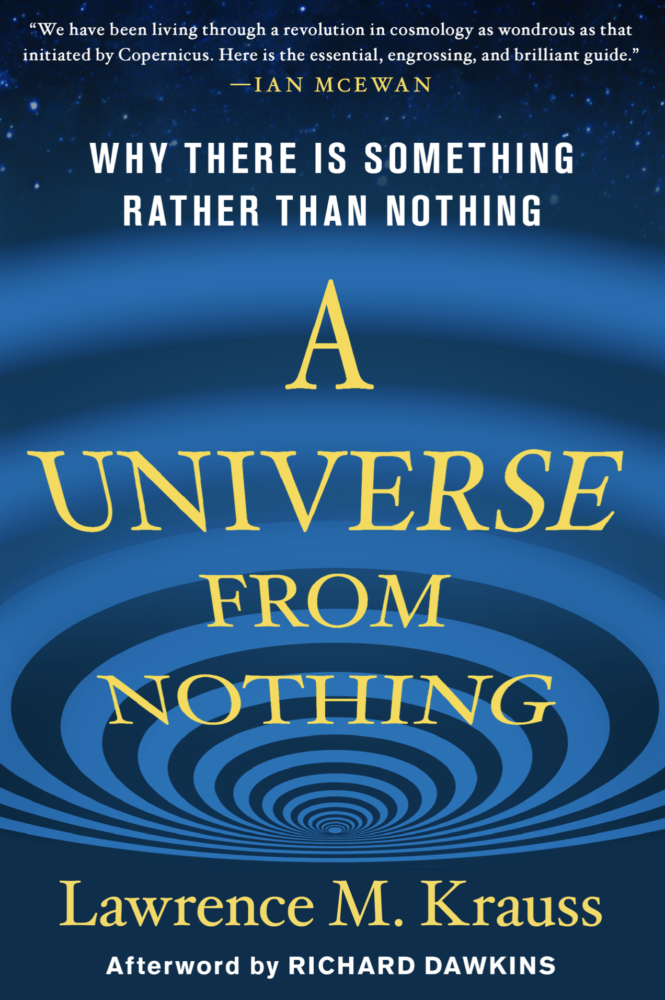 “We have been living through a revolution in cosmology as wondrous as that
initiated by Copernicus. Here is the essential, engrossing, and brilliant guide.”
—IAN MCEWAN
WHY THERE IS SOMETHING
RATHER THAN NOTHING
A
UNIVERSE
FROM
NOTHING
Lawrence M. Krauss
Afterword by RICHARD DAWKINS